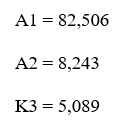 A1 = 82,506
A2 = 8,243
K3 = 5,089